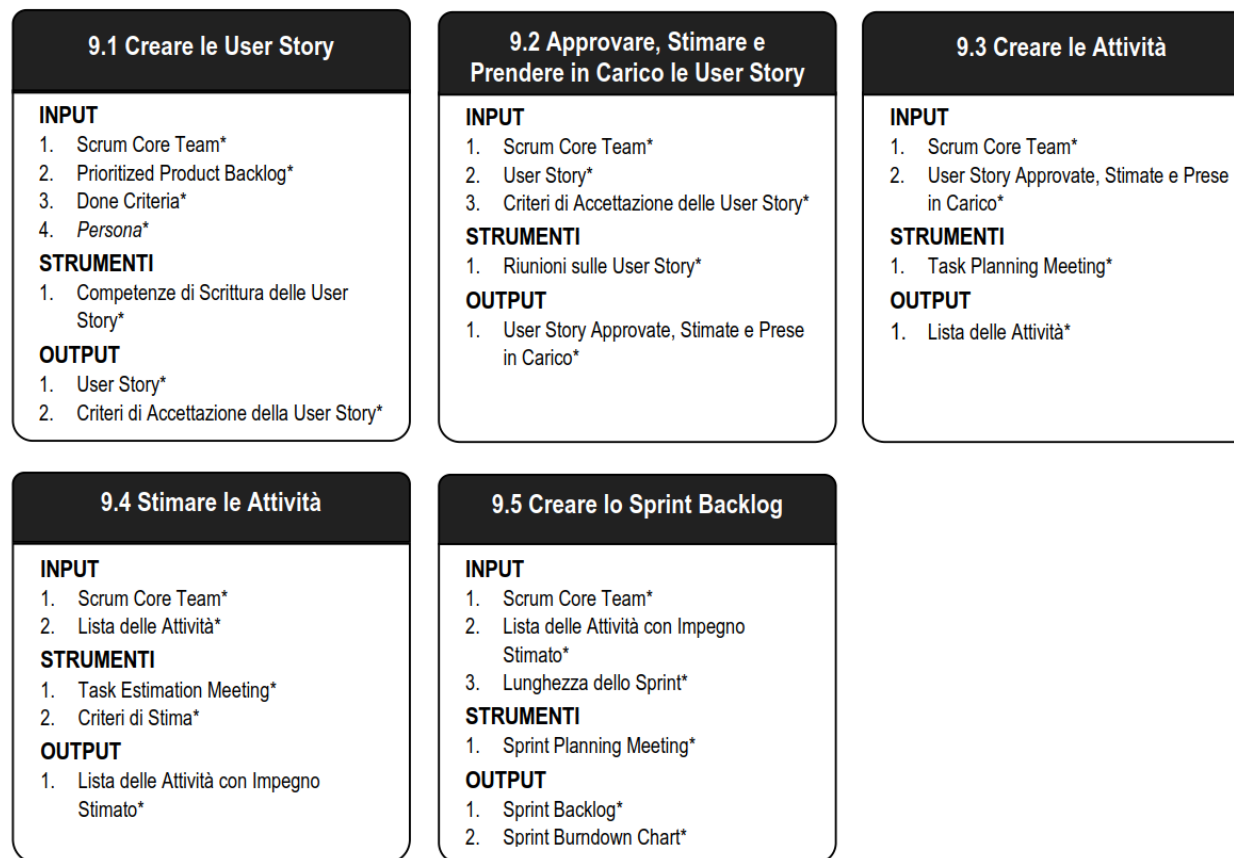 9.1 Creare le User Story
INPUT
1. Scrum Core Team*
2. Prioritized Product Backlog*
3. Done Criteria*
4. Persona*
STRUMENTI
1. Competenze di Scrittura delle User
Story*
OUTPUT
1. User Story*
2. Criteri di Accettazione della User Story*
9.2 Approvare, Stimare e
Prendere in Carico le User Story
INPUT
1. Scrum Core Team*
2. User Story*
3. Criteri di Accettazione delle User Story*
STRUMENTI
1. Riunioni sulle User Story*
OUTPUT
1. User Story Approvate, Stimate e Prese
in Carico*
9.3 Creare le Attività
INPUT
1. Scrum Core Team*
2. User Story Approvate, Stimate e Prese
in Carico*
STRUMENTI
1. Task Planning Meeting*
OUTPUT
1. Lista delle Attività*
9.4 Stimare le Attività
INPUT
1. Scrum Core Team*
2. Lista delle Attività*
STRUMENTI
1. Task Estimation Meeting*
2. Criteri di Stima*
OUTPUT
1. Lista delle Attività con Impegno
Stimato*
9.5 Creare lo Sprint Backlog
INPUT
1. Scrum Core Team*
2. Lista delle Attività con Impegno
Stimato*
3. Lunghezza dello Sprint*
STRUMENTI
1. Sprint Planning Meeting*
OUTPUT
1. Sprint Backlog*
2. Sprint Burndown Chart*